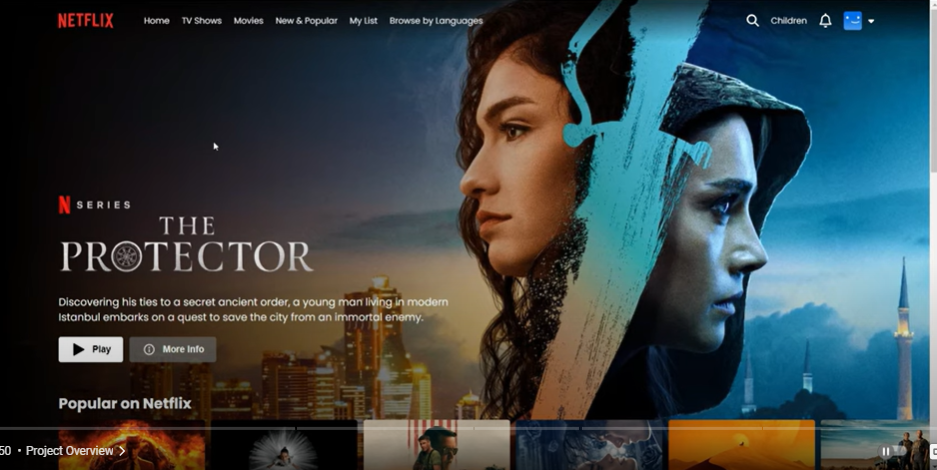 NETFLIX Home TV Shows Movies New & Popular My List Browse by Languages Children
N SERIES
THE
PROTECTOR
Discovering his ties to a secret ancient order, a young man living in modern
Istanbul embarks on a quest to save the city from an immortal enemy.
Play More Info
Popular on Netflix
50 • Project Overview >